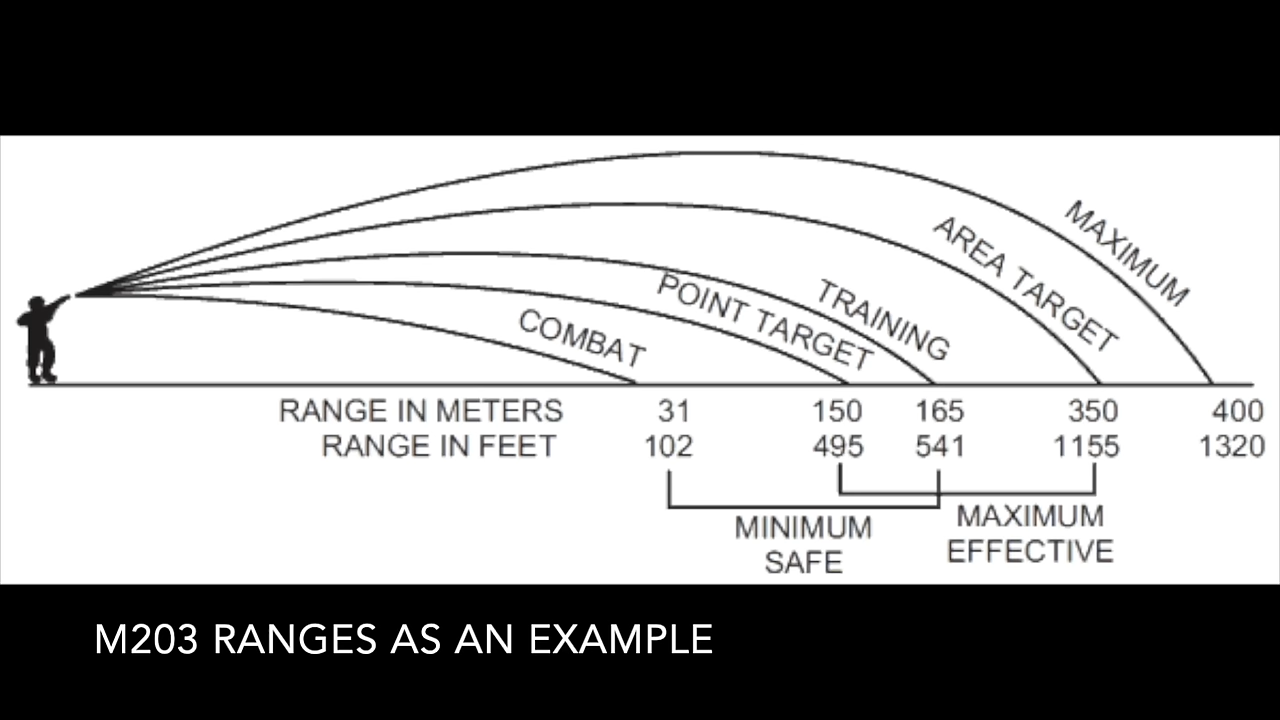 MAXIMUM
AREA TARGET
TRAINING
POINT TARGET
COMBAT
RANGE IN METERS 31 150 165 350 400
RANGE IN FEET 102 495 541 1155 1320
MINIMUM
SAFE
MAXIMUM
EFFECTIVE
M203 RANGES AS AN EXAMPLE